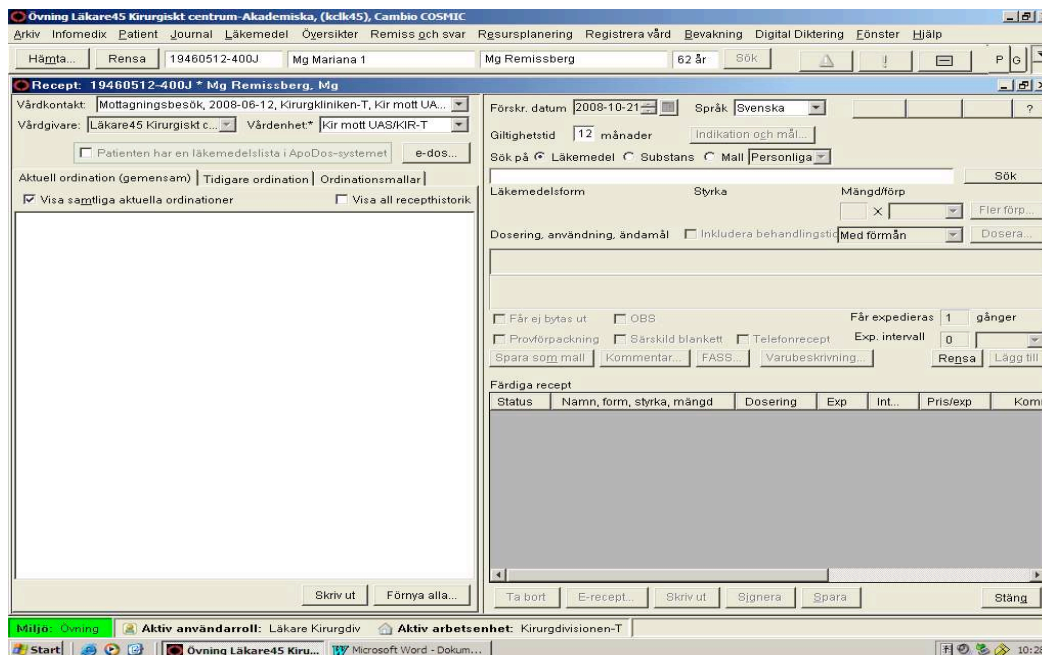 Övning Läkare45 Kirurgiskt centrum-Akademiska, (kclk45), Cambio COSMIC
Arkiv Infomedix Patient Journal Läkemedel Översikter Remiss och svar Resursplanering Registrera vård Bevakning Digital Diktering Fönster Hjälp
Hämta... Rensa 19460512-400J Mg Mariana 1 Mg Remissberg 62 år Sök ! P G
Recept: 19460512-400J * Mg Remissberg, Mg
Vårdkontakt: Mottagningsbesök, 2008-06-12, Kirurgkliniken-T, Kir mott UA...
Vårdgivare: Läkare45 Kirurgiskt c... Vårdenhet:* Kir mott UAS/KIR-T
Patienten har en läkemedelslista i ApoDos-systemet e-dos...
Aktuell ordination (gemensam) Tidigare ordination Ordinationsmallar
Visa samtliga aktuella ordinationer Visa all recepthistorik
Skriv ut Förnya alla...
Förskr. datum 2008-10-21 Språk Svenska ?
Giltighetstid 12 månader Indikation och mål...
Sök på Läkemedel Substans Mall Personliga
Sök
Läkemedelsform Styrka Mängd/förp
X Fler förp...
Dosering, användning, ändamål Inkludera behandlingstid Med förmån Dosera...
Får ej bytas ut OBS Får expedieras 1 gånger
Provförpackning Särskild blankett Telefonrecept Exp. intervall 0
Spara som mall Kommentar... FASS... Varubeskrivning... Rensa Lägg till
Färdiga recept
Status Namn, form, styrka, mängd Dosering Exp Int... Pris/exp Kom
Ta bort E-recept... Skriv ut Signera Spara Stäng
Miljö: Övning Aktiv användarroll: Läkare Kirurgdiv Aktiv arbetsenhet: Kirurgdivisionen-T
Start Övning Läkare45 Kiru... Microsoft Word - Dokum... 10:28